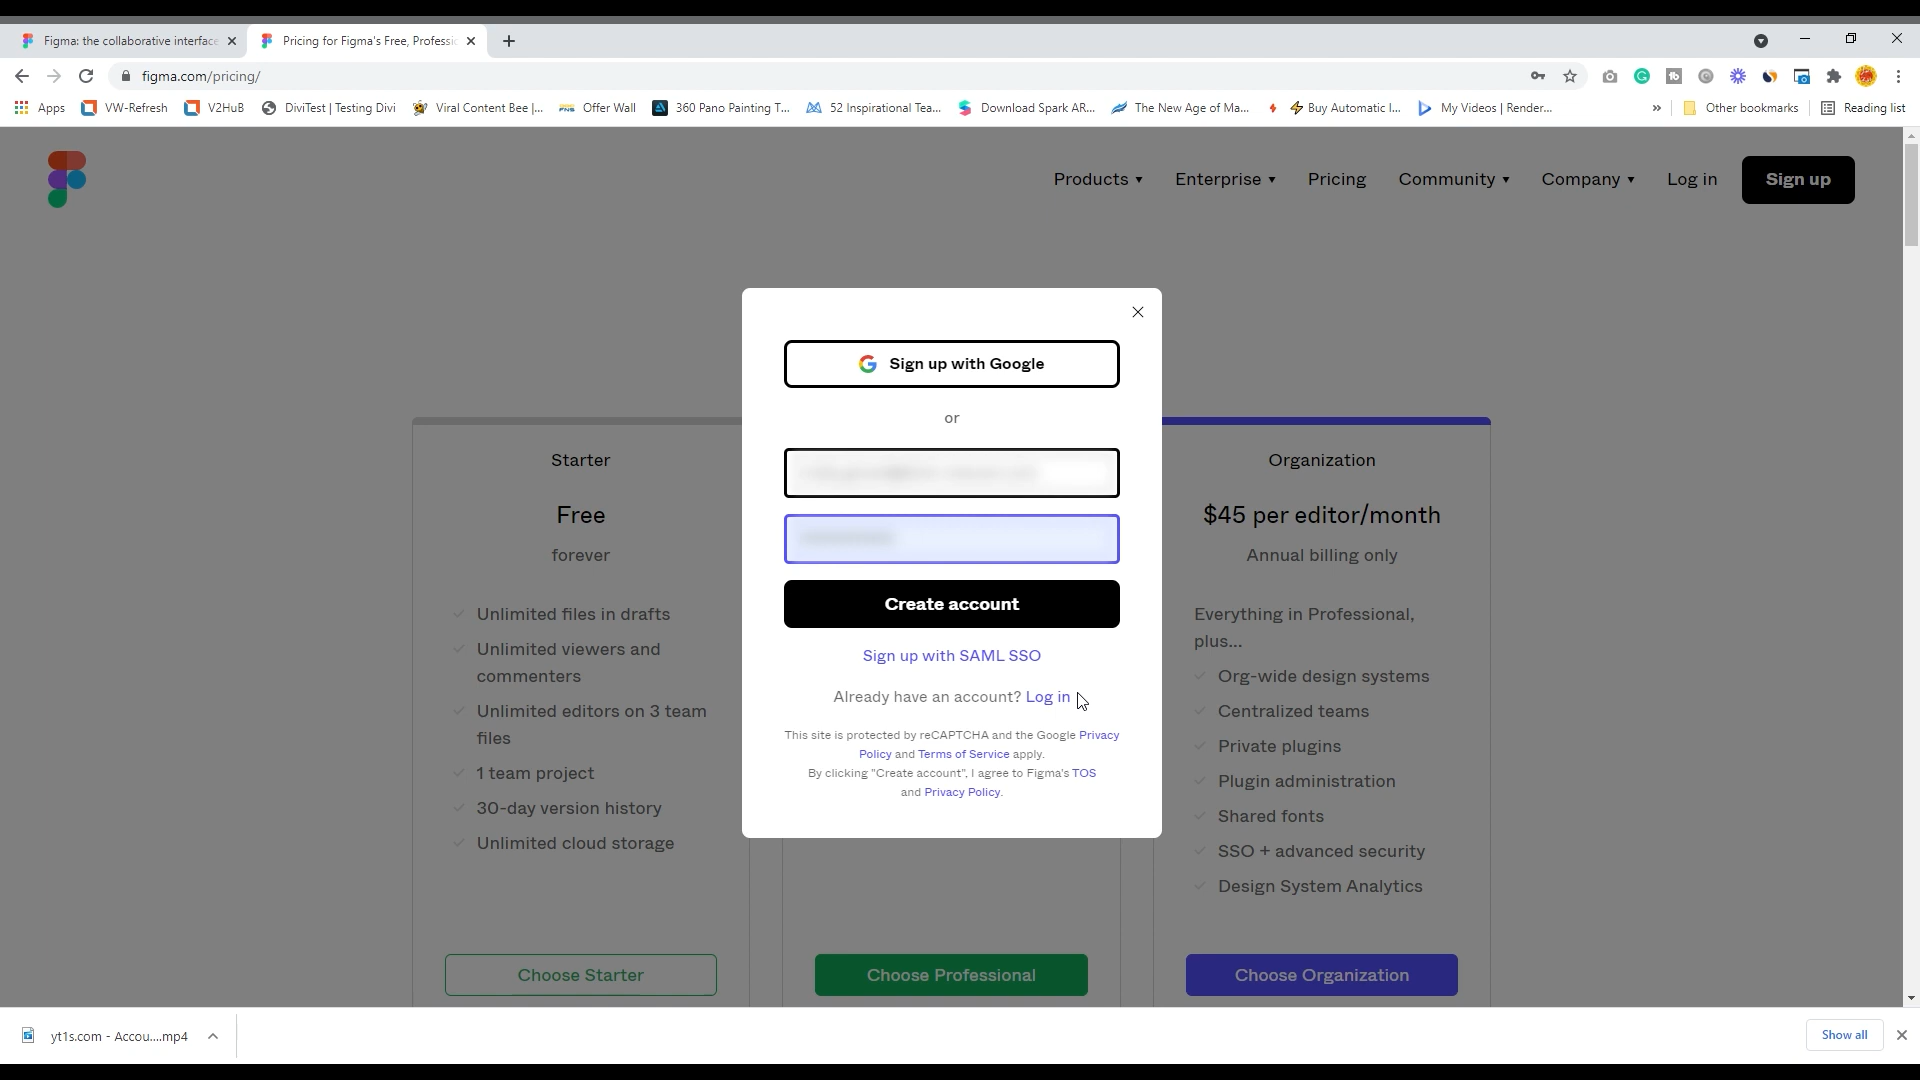 Figma: the collaborative interface
Pricing for Figma's Free, Professio
figma.com/pricing/
Apps
VW-Refresh
V2HuB
DiviTest | Testing Divi
Viral Content Bee |...
Offer Wall
360 Pano Painting T...
52 Inspirational Tea...
Download Spark AR...
The New Age of Ma...
Buy Automatic I...
My Videos | Render...
»
Other bookmarks
Reading list
Products
Enterprise
Pricing
Community
Company
Log in
Sign up
Sign up with Google
or
Create account
Sign up with SAML SSO
Already have an account? Log in
This site is protected by reCAPTCHA and the Google Privacy
Policy and Terms of Service apply.
By clicking "Create account", I agree to Figma's TOS
and Privacy Policy.
Starter
Free
forever
Unlimited files in drafts
Unlimited viewers and
commenters
Unlimited editors on 3 team
files
1 team project
30-day version history
Unlimited cloud storage
Choose Starter
Choose Professional
Organization
$45 per editor/month
Annual billing only
Everything in Professional,
plus...
Org-wide design systems
Centralized teams
Private plugins
Plugin administration
Shared fonts
SSO + advanced security
Design System Analytics
Choose Organization
yt1s.com - Accou....mp4
Show all